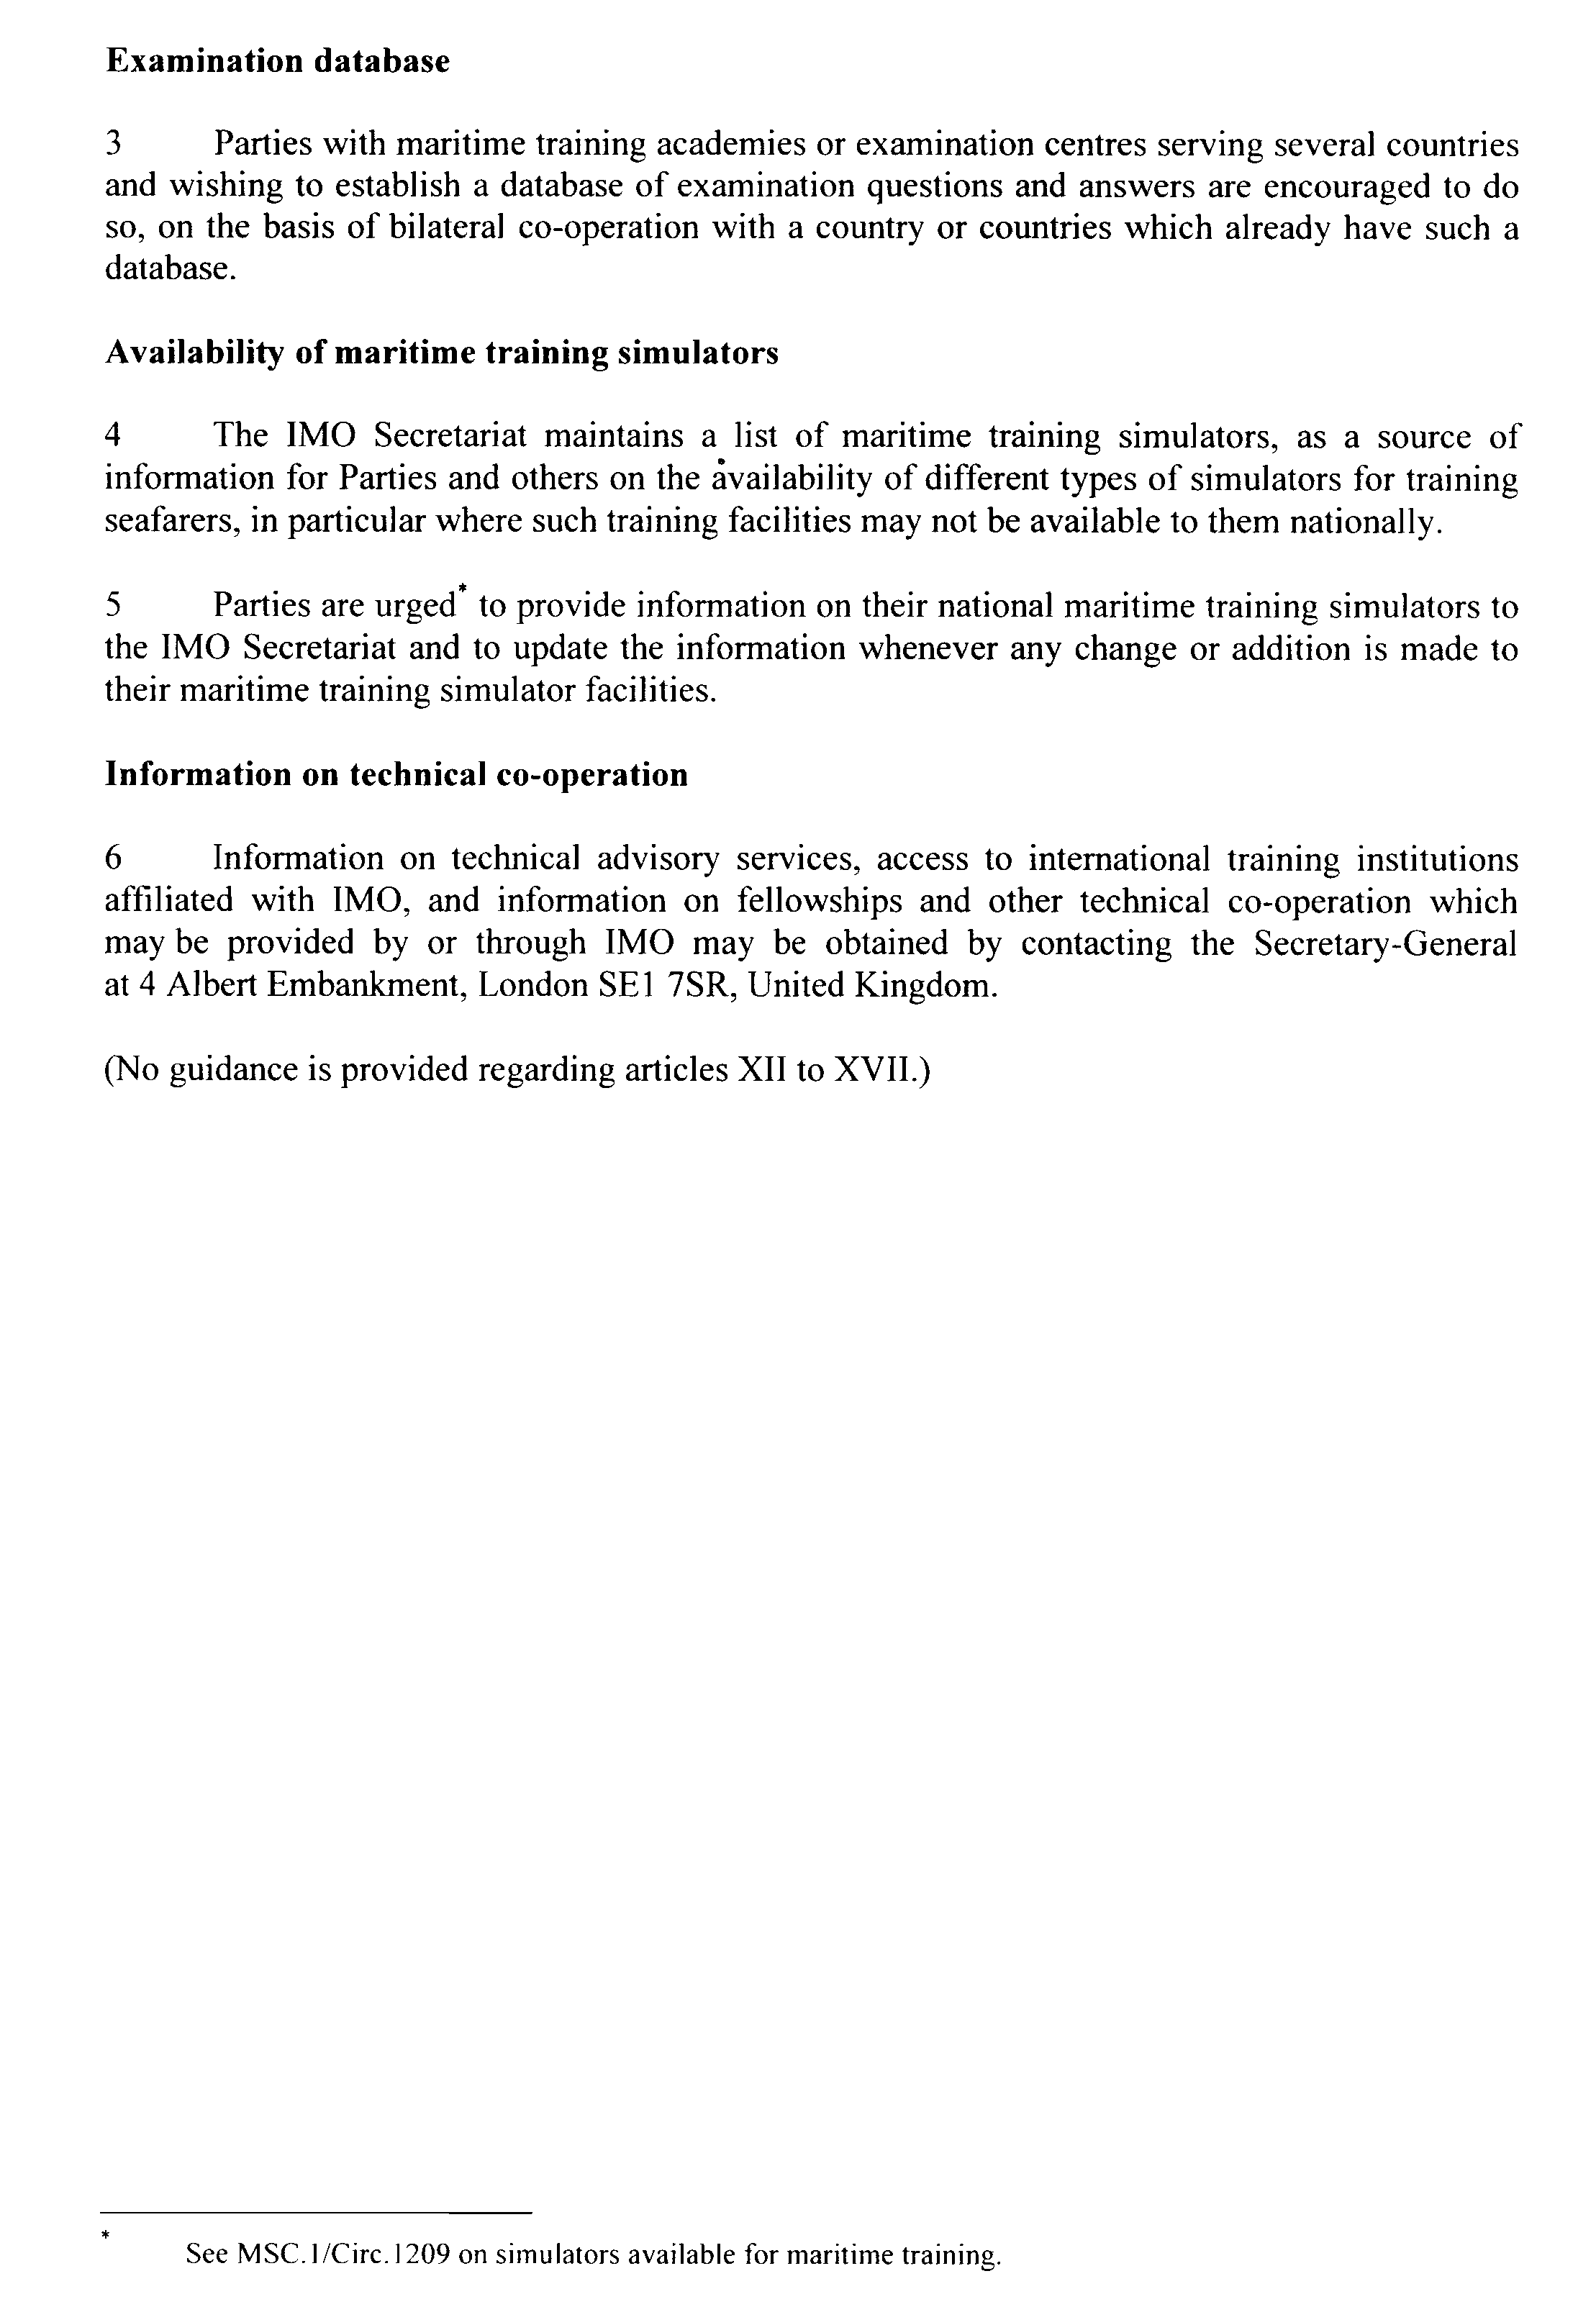 Examination database
3 Parties with maritime training academies or examination centres serving several countries
and wishing to establish a database of examination questions and answers are encouraged to do
so, on the basis of bilateral co-operation with a country or countries which already have such a
database.
Availability of maritime training simulators
4 The IMO Secretariat maintains a list of maritime training simulators, as a source of
information for Parties and others on the availability of different types of simulators for training
seafarers, in particular where such training facilities may not be available to them nationally.
5 Parties are urged* to provide information on their national maritime training simulators to
the IMO Secretariat and to update the information whenever any change or addition is made to
their maritime training simulator facilities.
Information on technical co-operation
6 Information on technical advisory services, access to international training institutions
affiliated with IMO, and information on fellowships and other technical co-operation which
may be provided by or through IMO may be obtained by contacting the Secretary-General
at 4 Albert Embankment, London SE1 7SR, United Kingdom.
(No guidance is provided regarding articles XII to XVII.)
* See MSC.1/Circ.1209 on simulators available for maritime training.